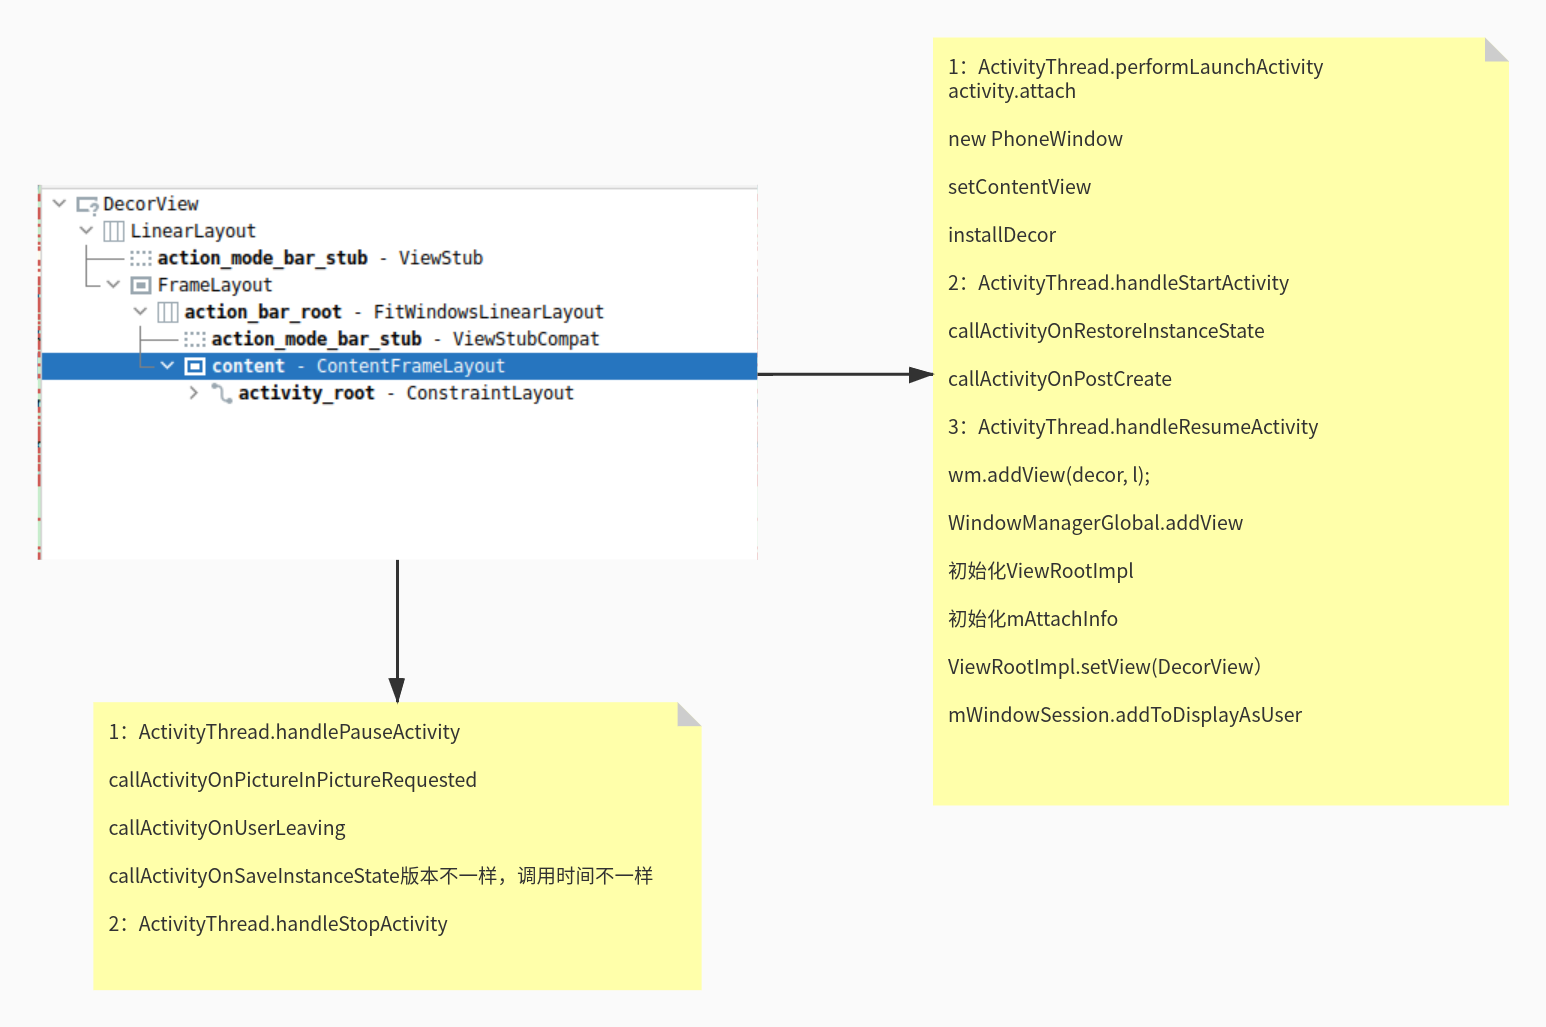 DecorView
LinearLayout
action_mode_bar_stub - ViewStub
FrameLayout
action_bar_root - FitWindowsLinearLayout
action_mode_bar_stub - ViewStubCompat
content - ContentFrameLayout
activity_root - ConstraintLayout
1：ActivityThread.performLaunchActivity
activity.attach
new PhoneWindow
setContentView
installDecor
2：ActivityThread.handleStartActivity
callActivityOnRestoreInstanceState
callActivityOnPostCreate
3：ActivityThread.handleResumeActivity
wm.addView(decor, l);
WindowManagerGlobal.addView
初始化ViewRootImpl
初始化mAttachInfo
ViewRootImpl.setView(DecorView）
mWindowSession.addToDisplayAsUser
1：ActivityThread.handlePauseActivity
callActivityOnPictureInPictureRequested
callActivityOnUserLeaving
callActivityOnSaveInstanceState版本不一样，调用时间不一样
2：ActivityThread.handleStopActivity